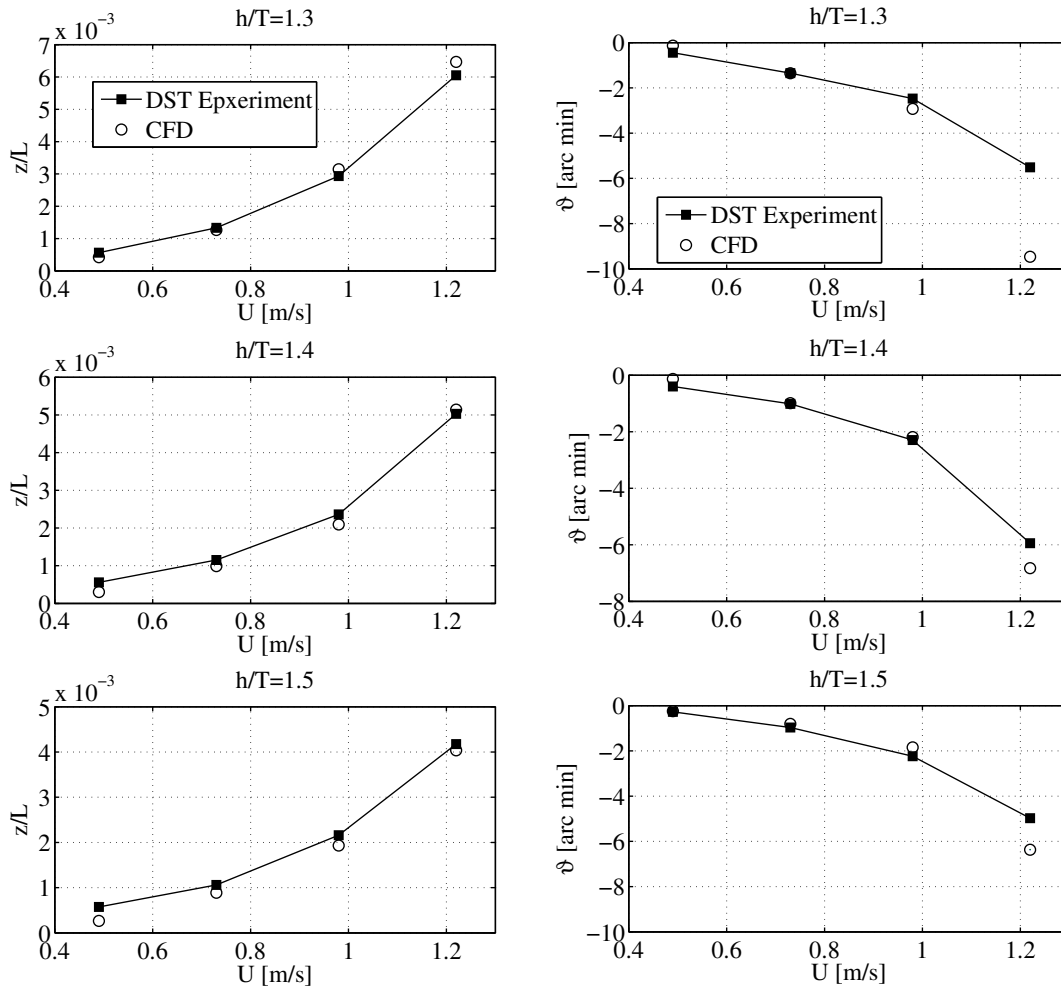 x 10⁻³
h/T=1.3
7
6
5
4
3
2
1
0
z/L
DST Epxeriment
CFD
0.4 0.6 0.8 1 1.2
U [m/s]
h/T=1.3
0
−2
−4
−6
−8
−10
ϑ [arc min]
DST Experiment
CFD
0.4 0.6 0.8 1 1.2
U [m/s]
x 10⁻³
h/T=1.4
6
5
4
3
2
1
0
z/L
0.4 0.6 0.8 1 1.2
U [m/s]
h/T=1.4
0
−2
−4
−6
−8
ϑ [arc min]
0.4 0.6 0.8 1 1.2
U [m/s]
x 10⁻³
h/T=1.5
5
4
3
2
1
0
z/L
0.4 0.6 0.8 1 1.2
U [m/s]
h/T=1.5
0
−2
−4
−6
−8
−10
ϑ [arc min]
0.4 0.6 0.8 1 1.2
U [m/s]